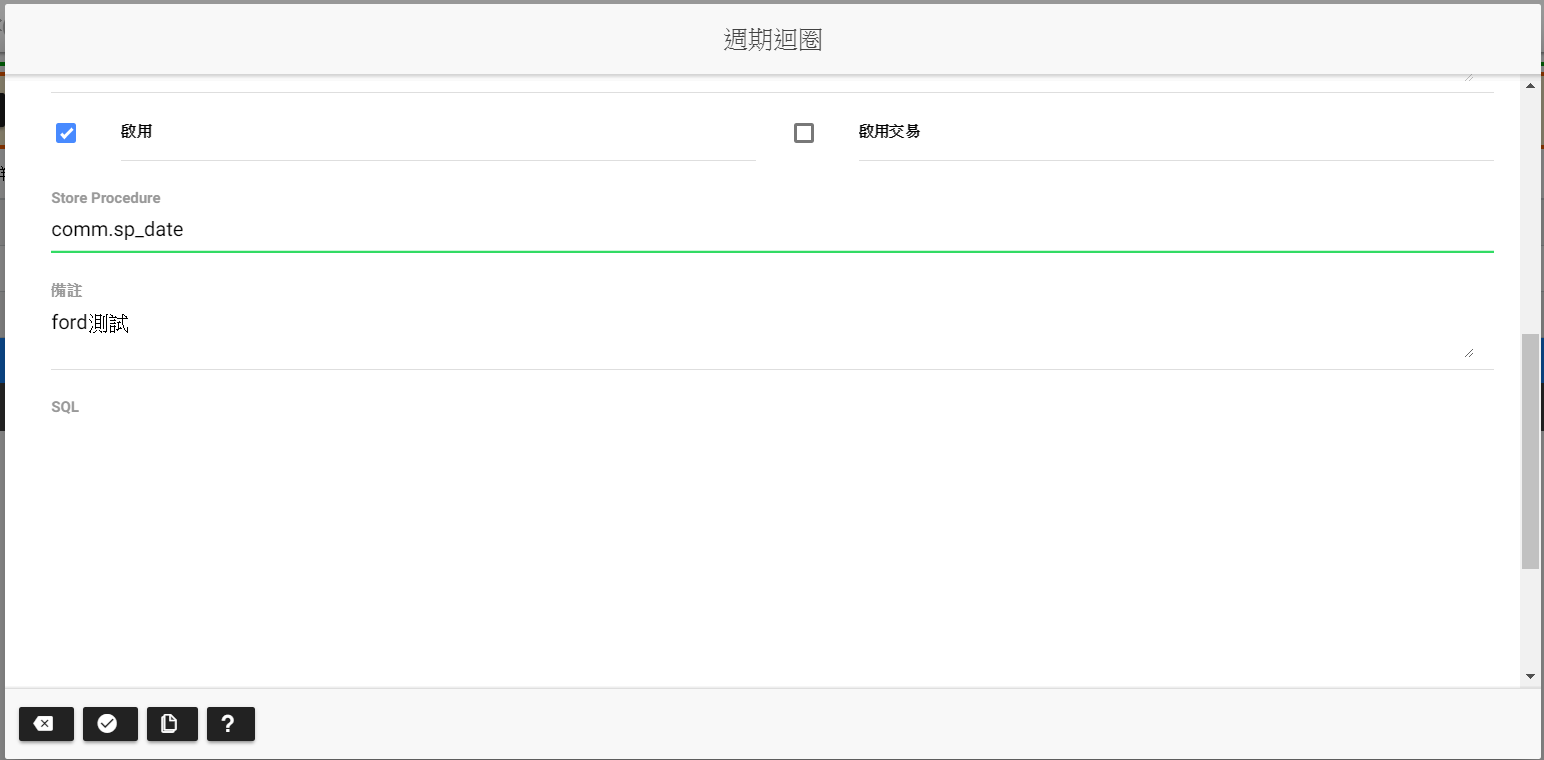 週期迴圈
啟用
啟用交易
Store Procedure
comm.sp_date
備註
ford測試
SQL
?